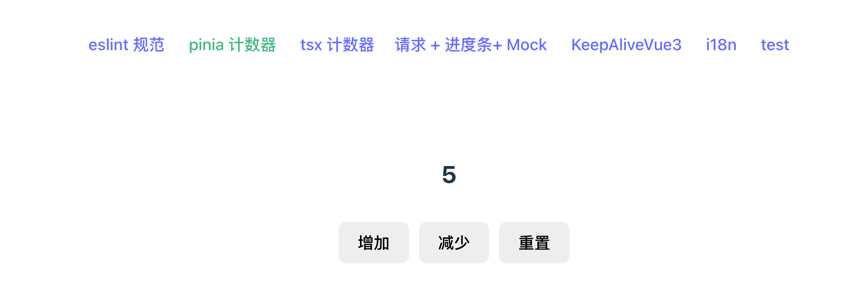 eslint 规范 pinia 计数器 tsx 计数器 请求 + 进度条+ Mock KeepAliveVue3 i18n test
5
增加 减少 重置